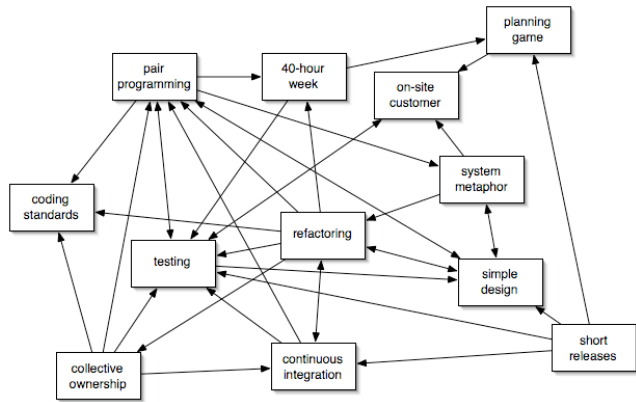 planning
game
pair
programming
40-hour
week
on-site
customer
system
metaphor
coding
standards
refactoring
testing
simple
design
short
releases
collective
ownership
continuous
integration